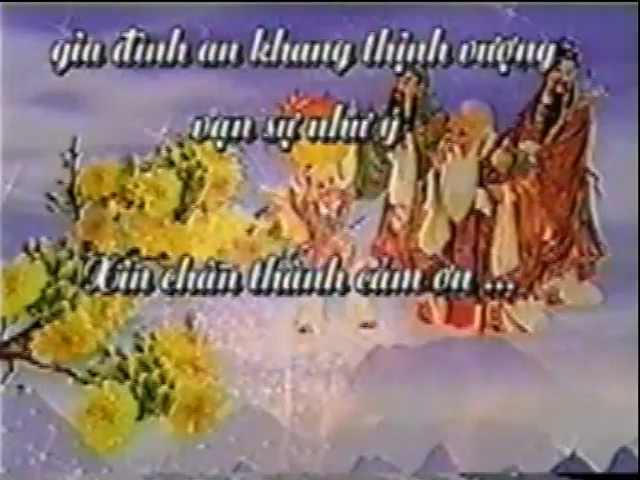 gia đình an khang thịnh vượng
vạn sự như ý
Xin chân thành cảm ơn ...